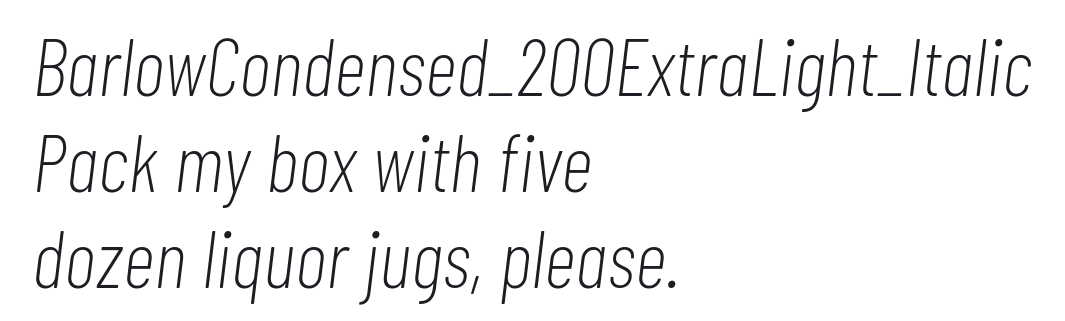 BarlowCondensed_200ExtraLight_Italic
Pack my box with five
dozen liquor jugs, please.